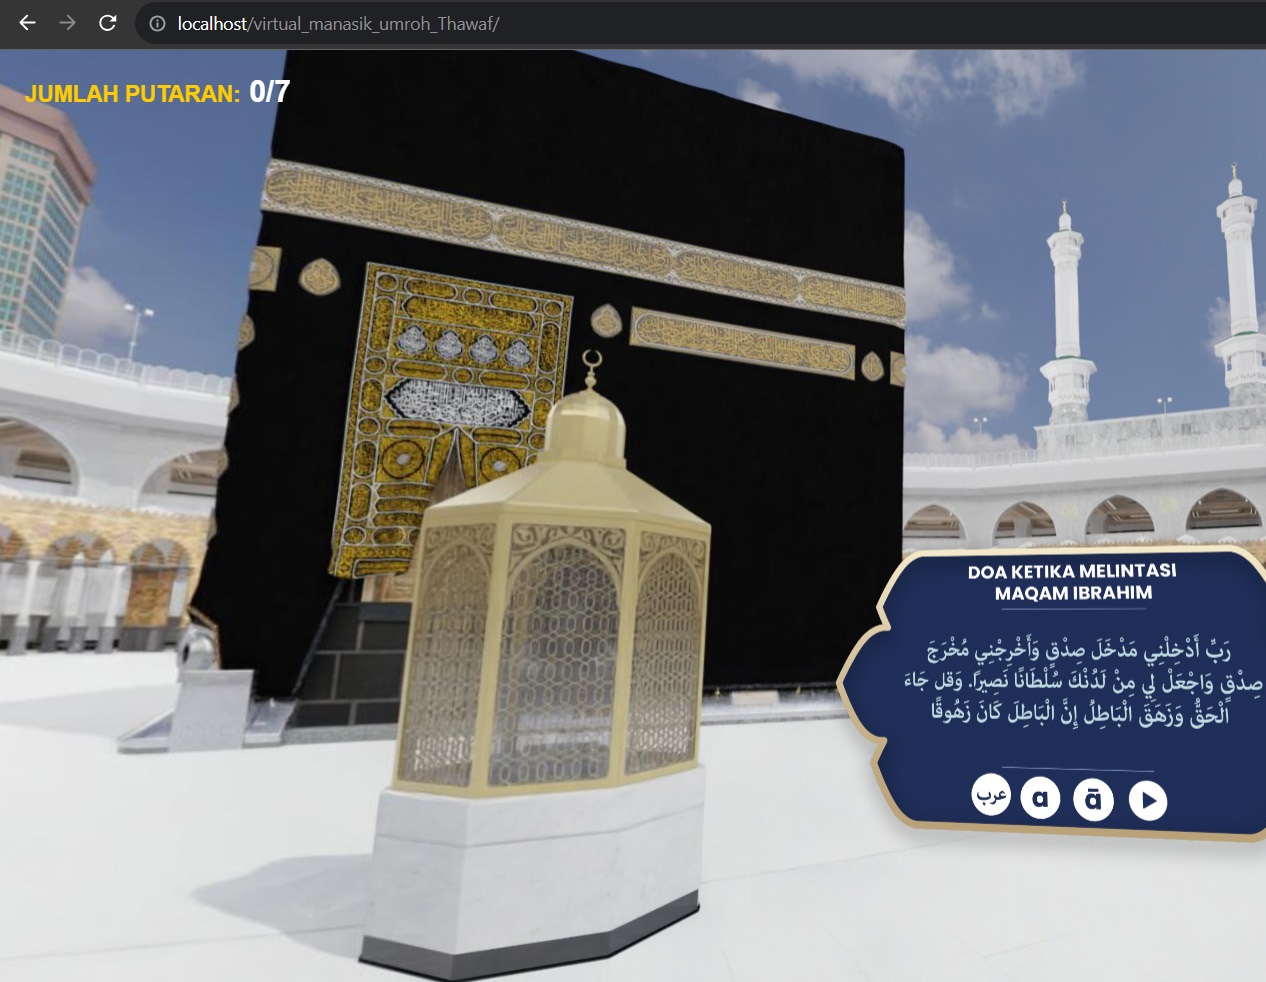 localhost/virtual_manasik_umroh_Thawaf/
JUMLAH PUTARAN: 0/7
DOA KETIKA MELINTASI
MAQAM IBRAHIM
رَبِّ أَدْخِلْنِي مَدْخَلَ صِدْقٍ وَأَخْرِجْنِي مُخْرَجَ
صِدْقٍ وَاجْعَلْ لِي مِنْ لَدُنْكَ سُلْطَانًا نَصِيرًا. وَقل جَاءَ
الْحَقُّ وَزَهَقَ الْبَاطِلُ إِنَّ الْبَاطِلَ كَانَ زَهُوقًا
عرب a ā